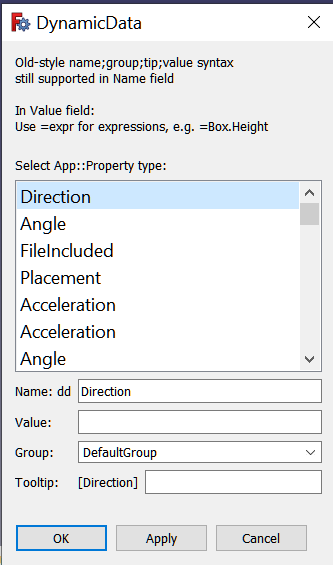 DynamicData
Old-style name;group;tip;value syntax
still supported in Name field
In Value field:
Use =expr for expressions, e.g. =Box.Height
Select App::Property type:
Direction
Angle
FileIncluded
Placement
Acceleration
Acceleration
Angle
Name: dd Direction
Value:
Group: DefaultGroup
Tooltip: [Direction]
OK Apply Cancel